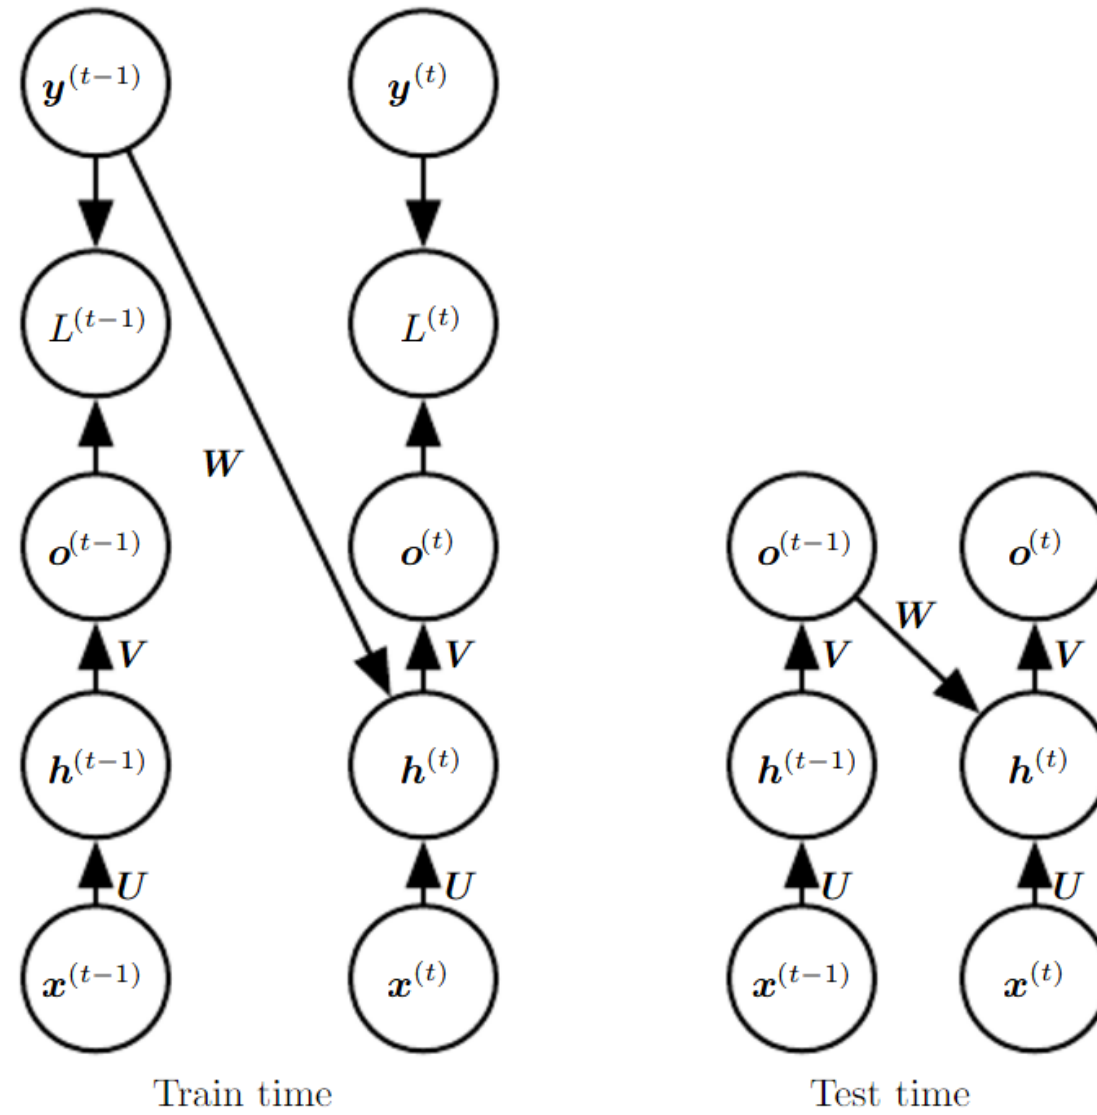 y^(t−1) y^(t)
L^(t−1) L^(t)
W
o^(t−1) o^(t) o^(t−1) o^(t)
W
V V V V
h^(t−1) h^(t) h^(t−1) h^(t)
U U U U
x^(t−1) x^(t) x^(t−1) x^(t)
Train time Test time